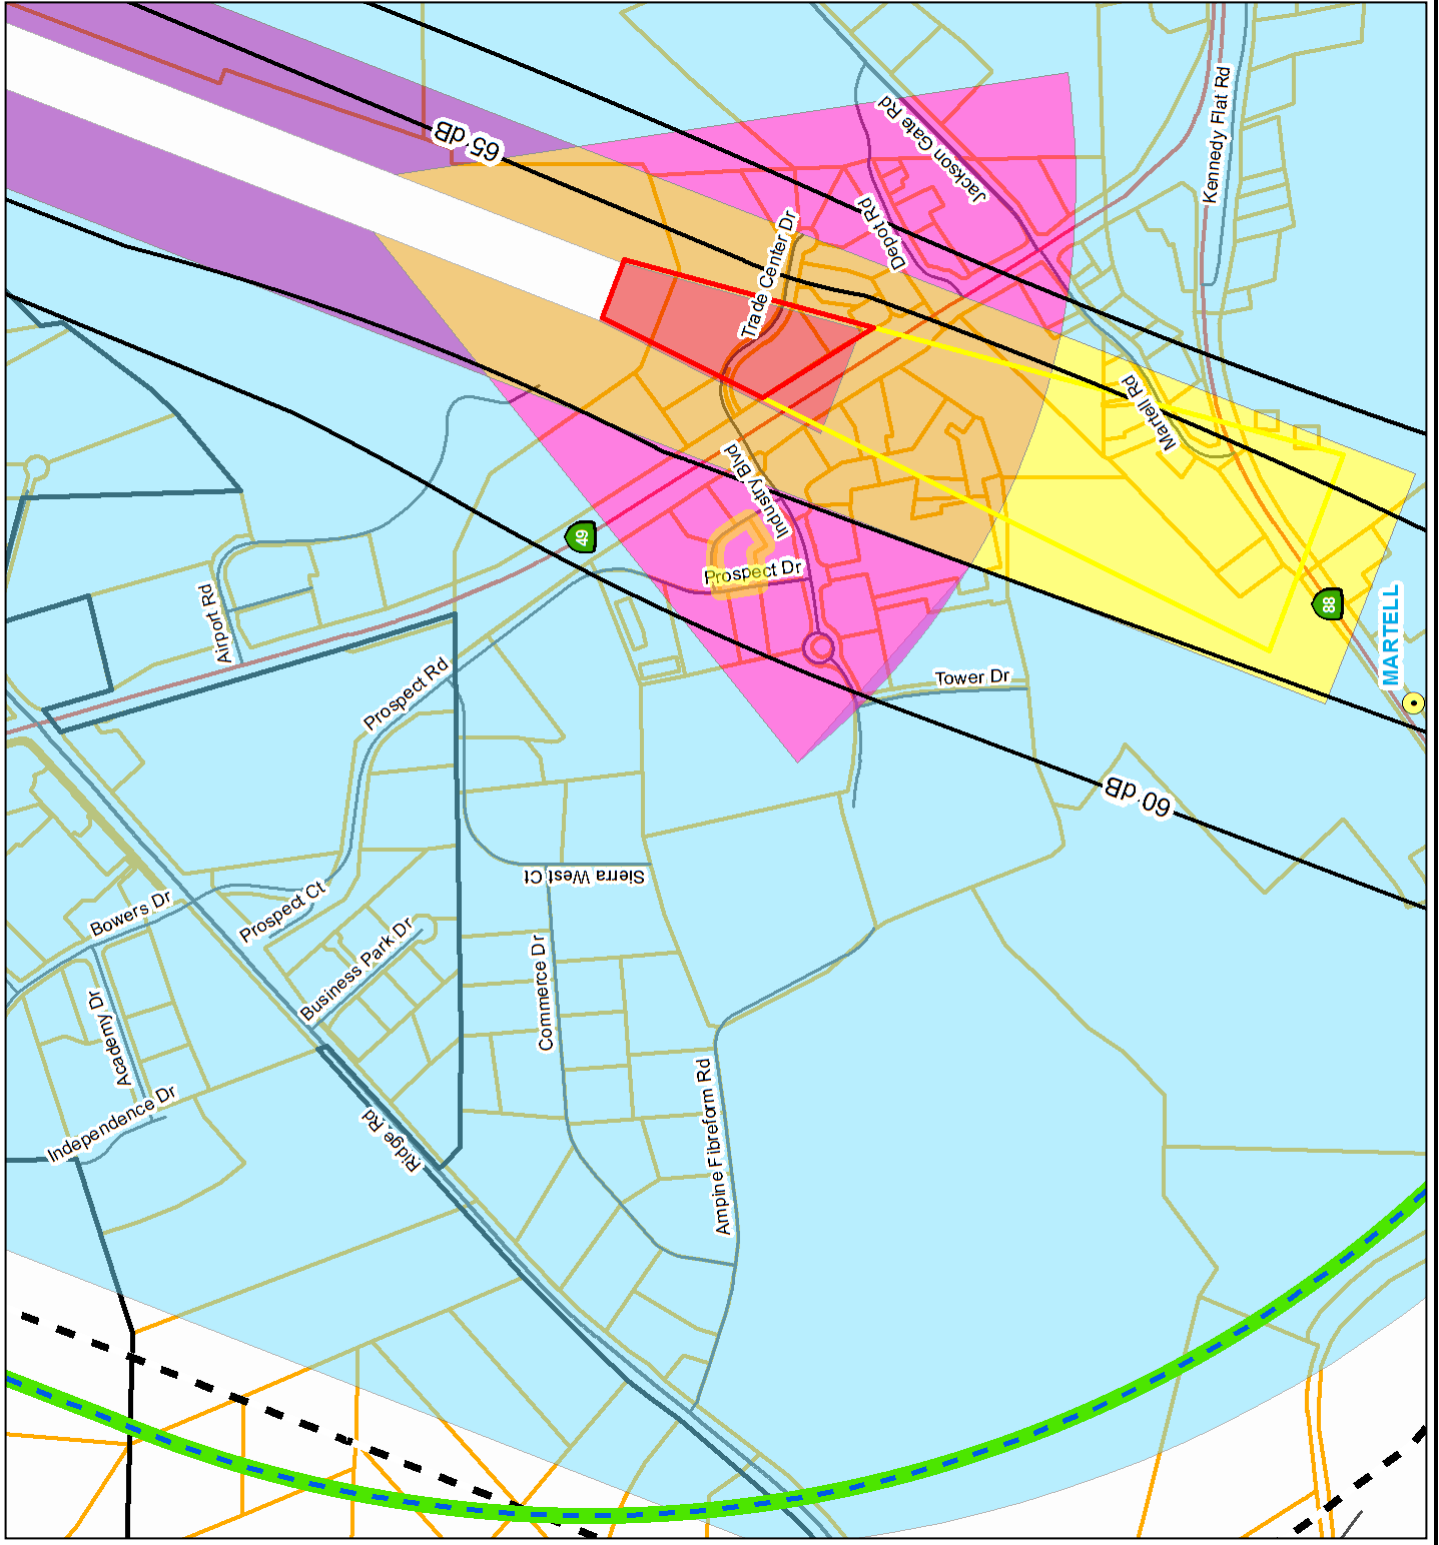 65 dB
Jackson Gate Rd
Kennedy Flat Rd
Depot Rd
Trade Center Dr
Martell Rd
Industry Blvd
49
Prospect Dr
Airport Rd
88
MARTELL
Tower Dr
Prospect Rd
60 dB
Sierra West Ct
Prospect Ct
Bowers Dr
Business Park Dr
Commerce Dr
Academy Dr
Independence Dr
Ridge Rd
Ampine Fibreform Rd